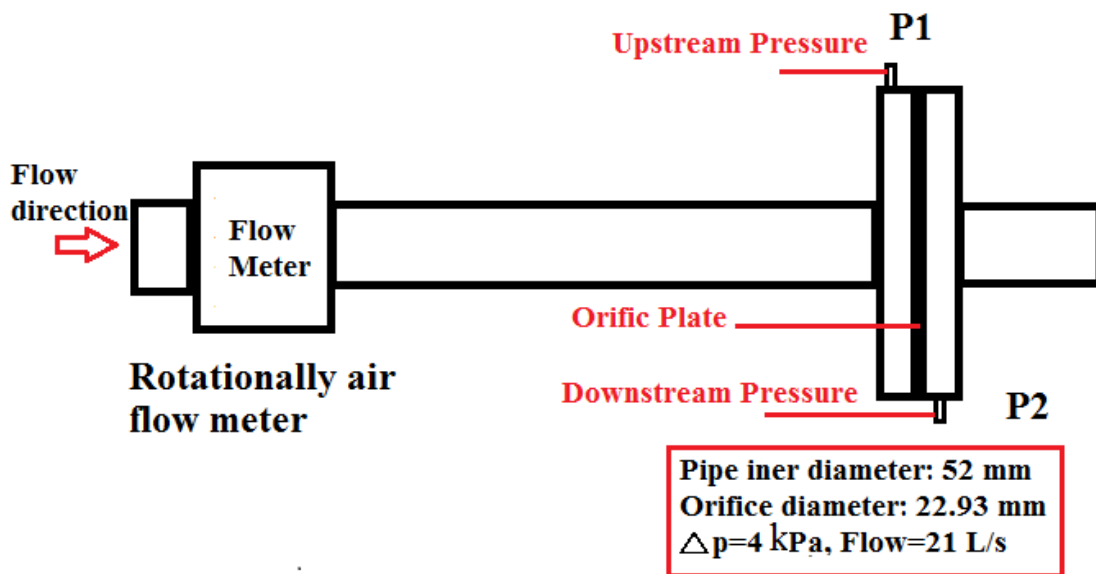 P1
Upstream Pressure
Flow
direction
Flow
Meter
Orific Plate
Rotationally air
flow meter
Downstream Pressure
P2
Pipe iner diameter: 52 mm
Orifice diameter: 22.93 mm
△p=4 kPa, Flow=21 L/s